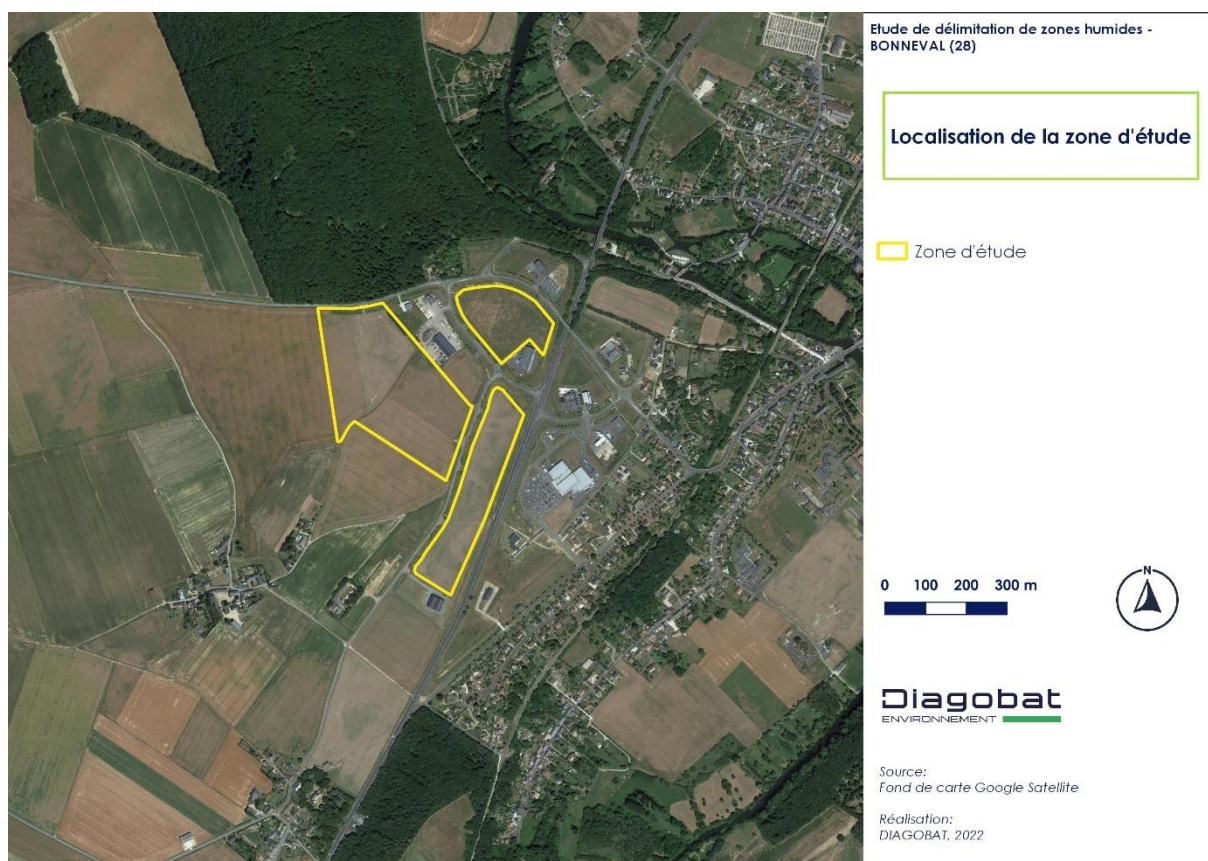 Etude de délimitation de zones humides -
BONNEVAL (28)
Localisation de la zone d'étude
Zone d'étude
0 100 200 300 m
N
Diagobat
ENVIRONNEMENT
Source:
Fond de carte Google Satellite
Réalisation:
DIAGOBAT, 2022